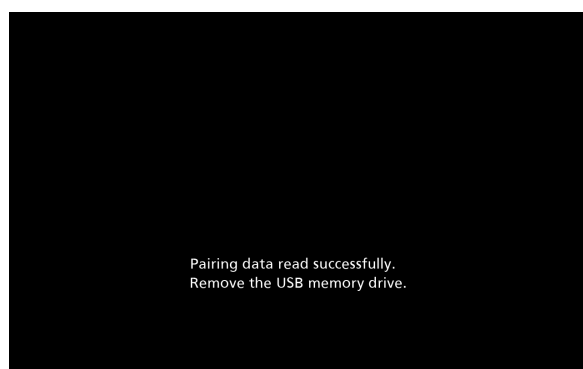 Pairing data read successfully.
Remove the USB memory drive.